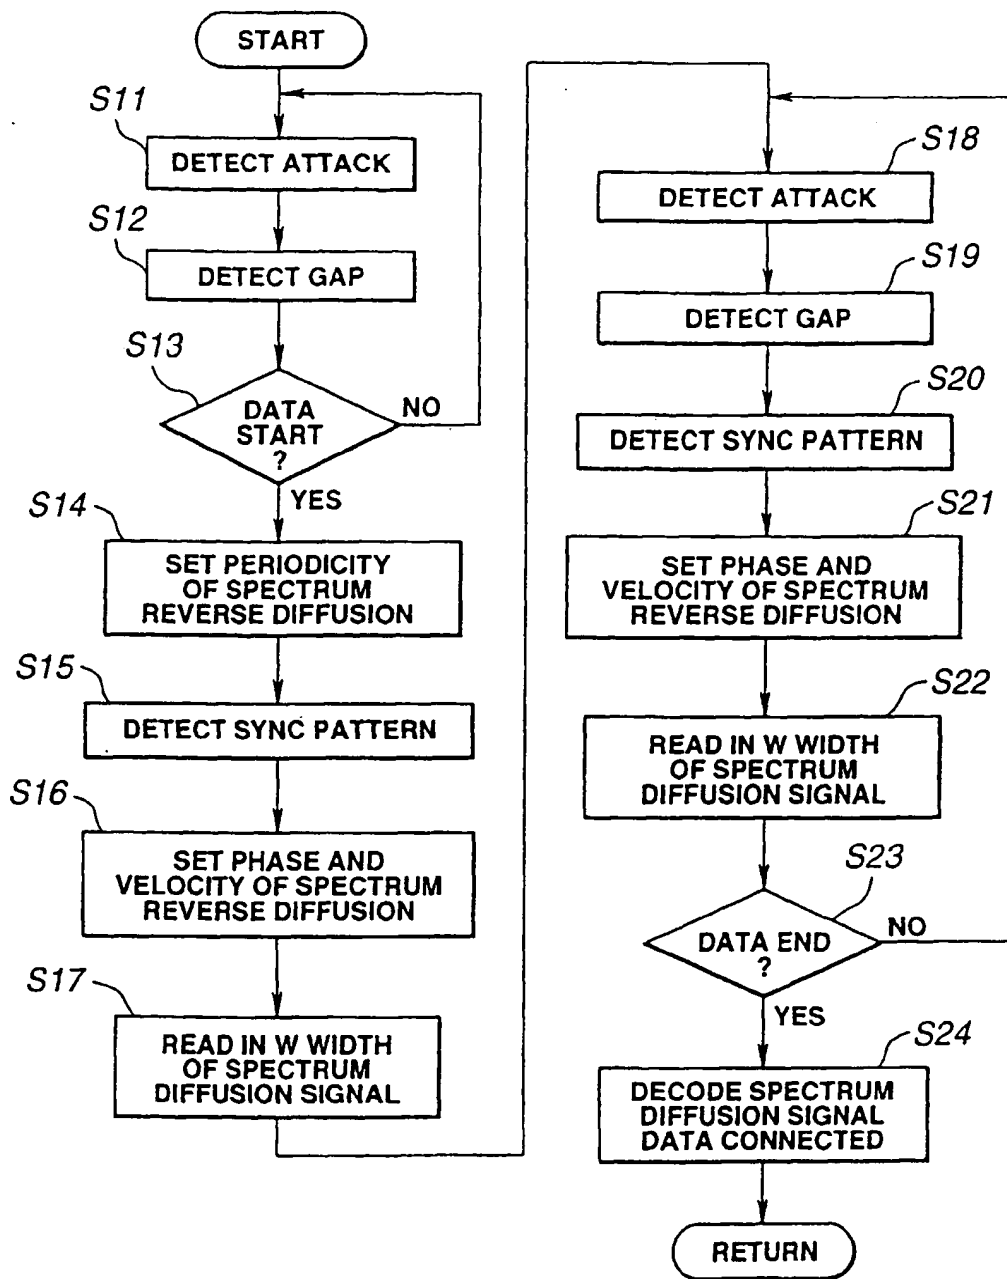 START
S11
DETECT ATTACK
S12
DETECT GAP
S13
DATA
START
?
NO
YES
S14
SET PERIODICITY
OF SPECTRUM
REVERSE DIFFUSION
S15
DETECT SYNC PATTERN
S16
SET PHASE AND
VELOCITY OF SPECTRUM
REVERSE DIFFUSION
S17
READ IN W WIDTH
OF SPECTRUM
DIFFUSION SIGNAL
S18
DETECT ATTACK
S19
DETECT GAP
S20
DETECT SYNC PATTERN
S21
SET PHASE AND
VELOCITY OF SPECTRUM
REVERSE DIFFUSION
S22
READ IN W WIDTH
OF SPECTRUM
DIFFUSION SIGNAL
S23
DATA END
?
NO
YES
S24
DECODE SPECTRUM
DIFFUSION SIGNAL
DATA CONNECTED
RETURN